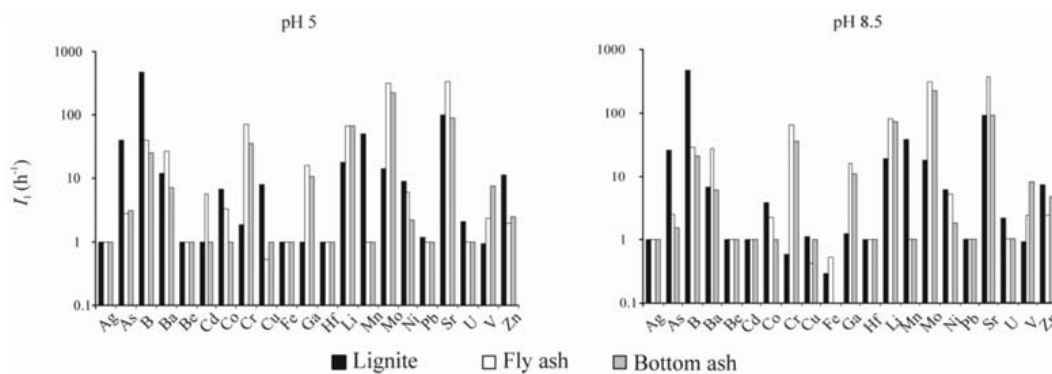 pH 5
pH 8.5
I₁ (h⁻¹)
1000
100
10
1
0.1
Ag As B Ba Be Cd Co Cr Cu Fe Ga Hf Li Mn Mo Ni Pb Sr U V Zn
1000
100
10
1
0.1
Ag As B Ba Be Cd Co Cr Cu Fe Ga Hf Li Mn Mo Ni Pb Sr U V Zn
Lignite Fly ash Bottom ash